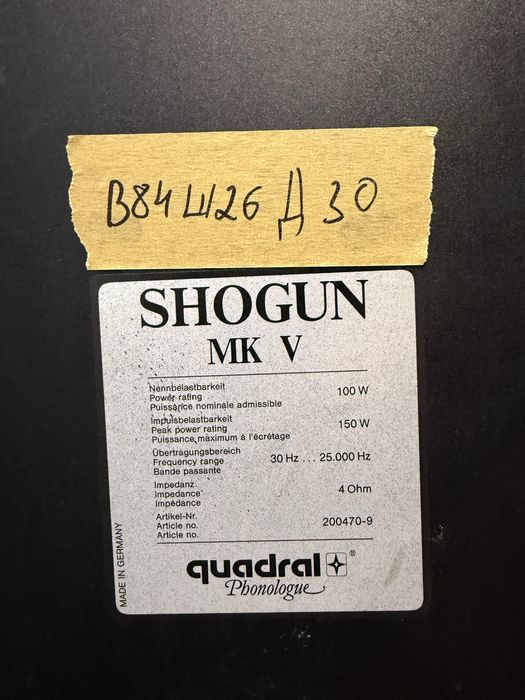 В84 Ш26 Д30
SHOGUN
MK V
Nennbelastbarkeit
Power rating
Puissance nominale admissible
100 W
Impulsbelastbarkeit
Peak power rating
Puissance maximum à l'écrétage
150 W
Übertragungsbereich
Frequency range
Bande passante
30 Hz ... 25.000 Hz
Impedanz
Impedance
Impédance
4 Ohm
Artikel-Nr.
Article no.
Article no.
200470-9
MADE IN GERMANY
quadral®
Phonologue